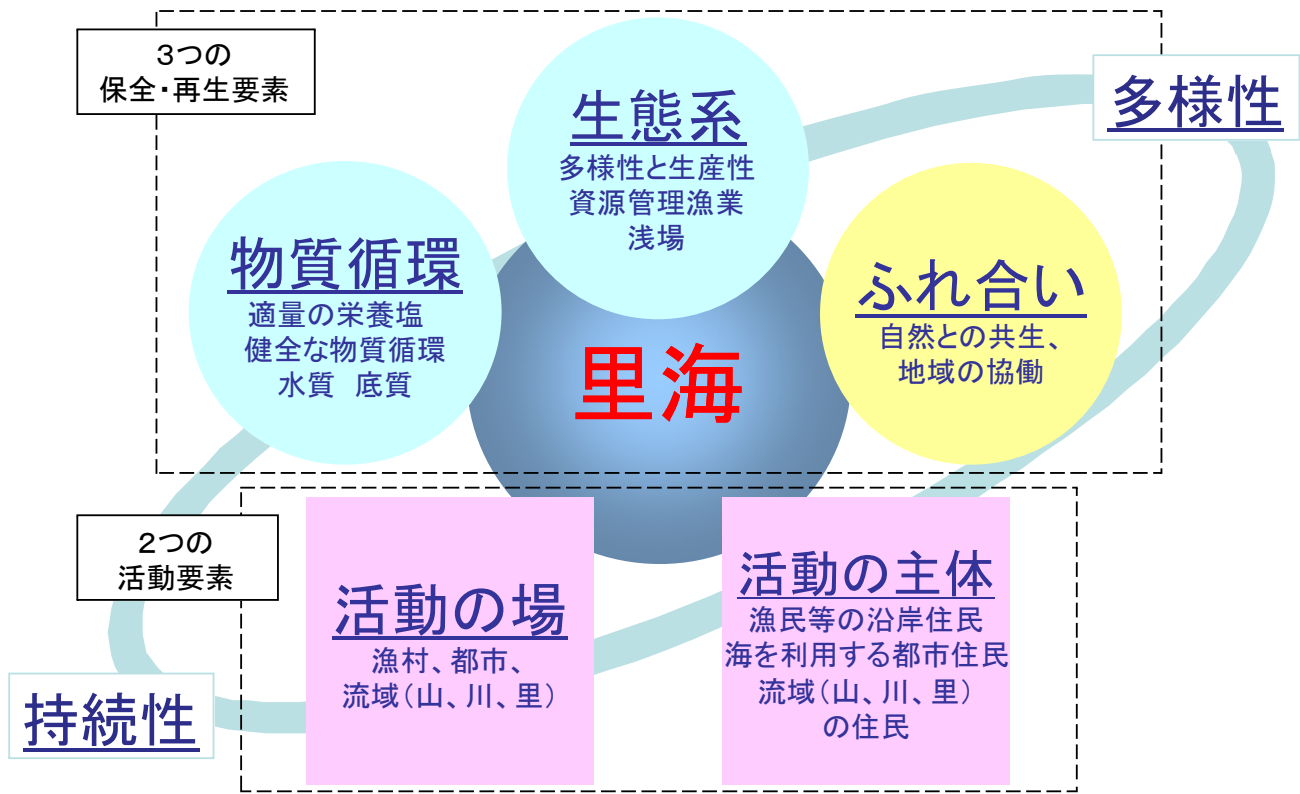 3つの
保全・再生要素
生態系
多様性と生産性
資源管理漁業
浅場
多様性
物質循環
適量の栄養塩
健全な物質循環
水質　底質
ふれ合い
自然との共生、
地域の協働
里海
2つの
活動要素
活動の場
漁村、都市、
流域（山、川、里）
活動の主体
漁民等の沿岸住民
海を利用する都市住民
流域（山、川、里）
の住民
持続性